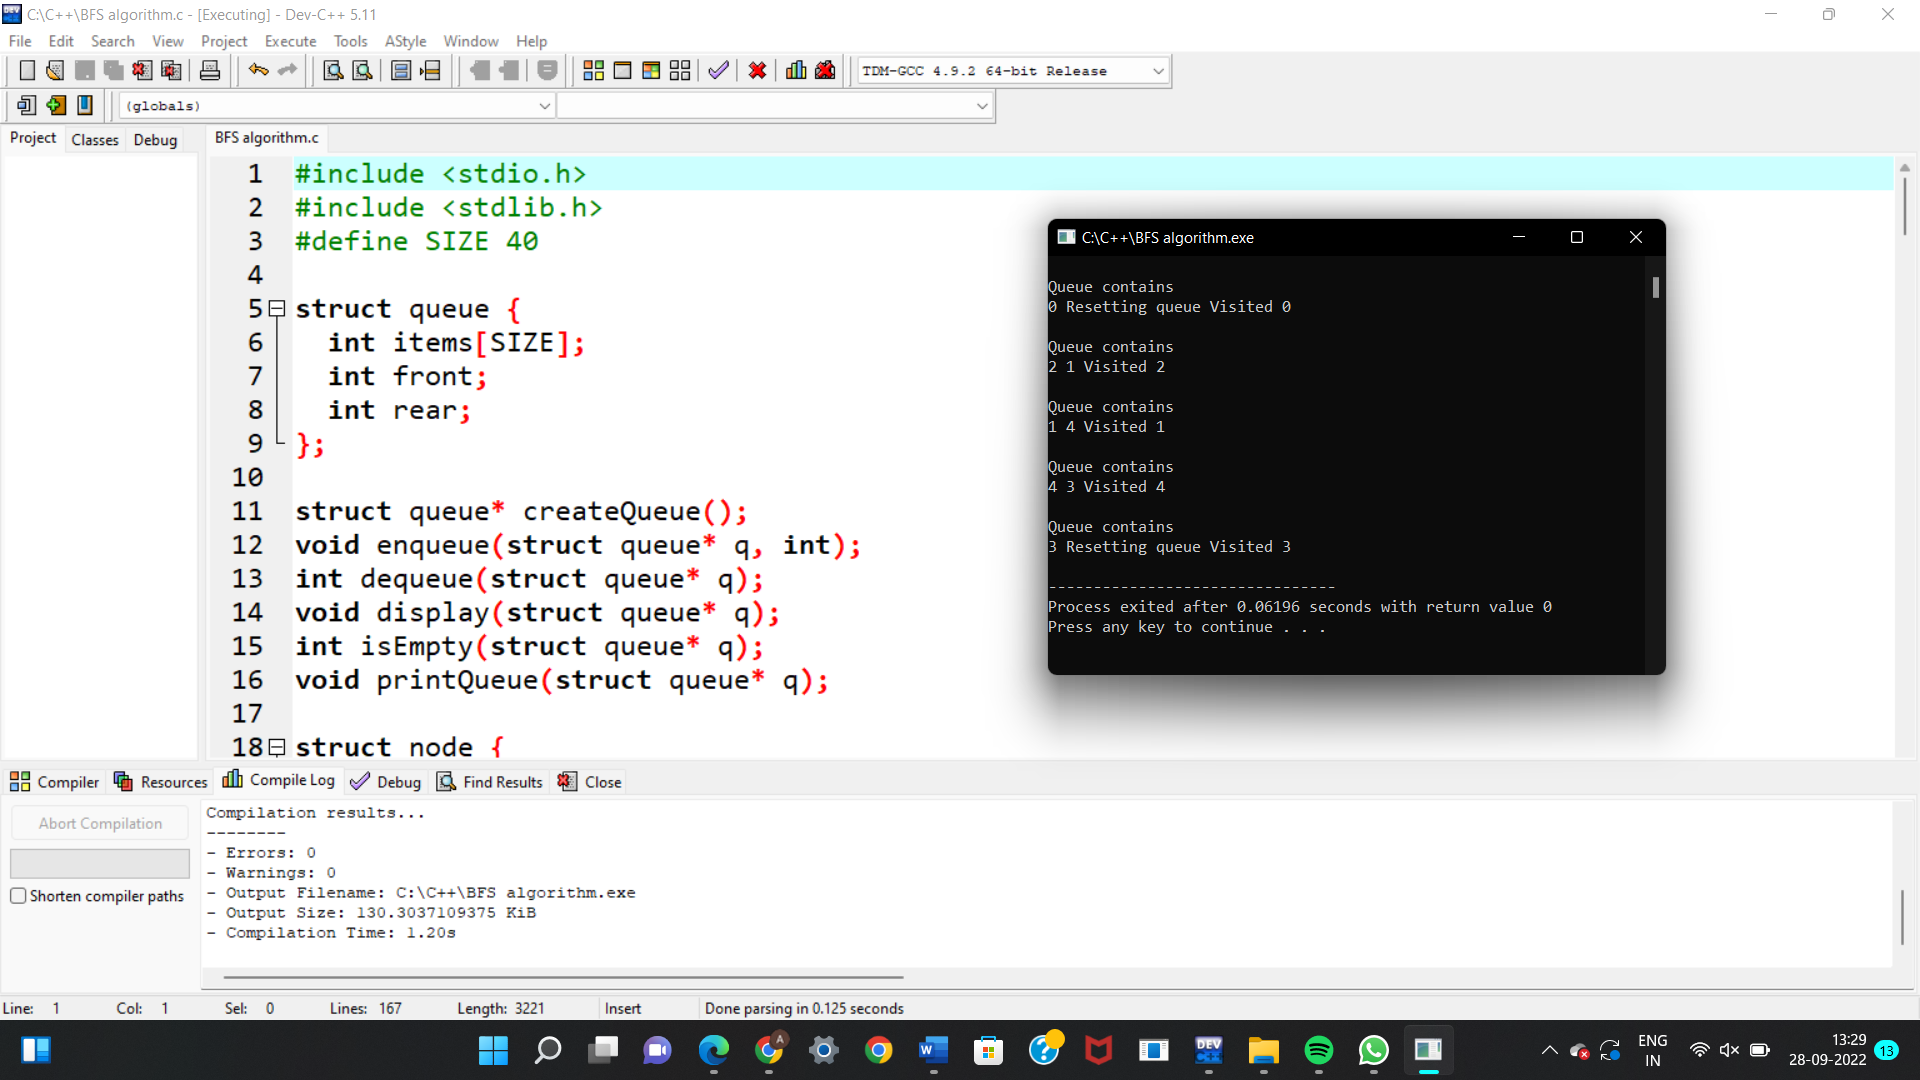 C:\C++\BFS algorithm.c - [Executing] - Dev-C++ 5.11
File Edit Search View Project Execute Tools AStyle Window Help
TDM-GCC 4.9.2 64-bit Release
(globals)
Project Classes Debug
BFS algorithm.c
1 #include <stdio.h>
2 #include <stdlib.h>
3 #define SIZE 40
4
5 struct queue {
6 int items[SIZE];
7 int front;
8 int rear;
9 };
10
11 struct queue* createQueue();
12 void enqueue(struct queue* q, int);
13 int dequeue(struct queue* q);
14 void display(struct queue* q);
15 int isEmpty(struct queue* q);
16 void printQueue(struct queue* q);
17
18 struct node {
C:\C++\BFS algorithm.exe
Queue contains
0 Resetting queue Visited 0
Queue contains
2 1 Visited 2
Queue contains
1 4 Visited 1
Queue contains
4 3 Visited 4
Queue contains
3 Resetting queue Visited 3
--------------------------------
Process exited after 0.06196 seconds with return value 0
Press any key to continue . . .
Compiler Resources Compile Log Debug Find Results Close
Abort Compilation
Shorten compiler paths
Compilation results...
--------
- Errors: 0
- Warnings: 0
- Output Filename: C:\C++\BFS algorithm.exe
- Output Size: 130.3037109375 KiB
- Compilation Time: 1.20s
Line: 1 Col: 1 Sel: 0 Lines: 167 Length: 3221 Insert Done parsing in 0.125 seconds
A
W
DEV
C++
ENG
IN
13:29
28-09-2022
13